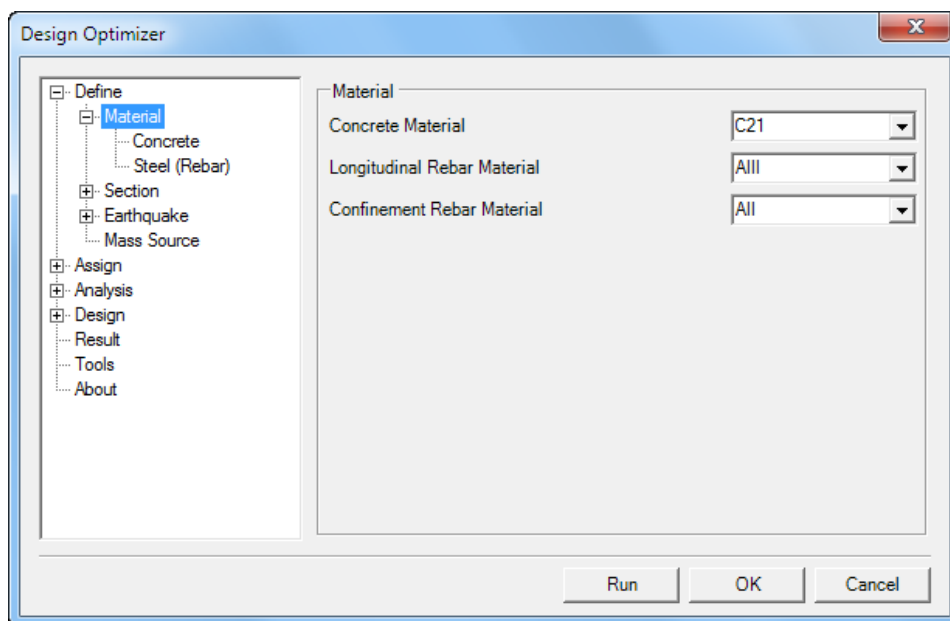 Design Optimizer
Define
Material
Concrete
Steel (Rebar)
Section
Earthquake
Mass Source
Assign
Analysis
Design
Result
Tools
About
Material
Concrete Material C21
Longitudinal Rebar Material AIII
Confinement Rebar Material AII
Run OK Cancel